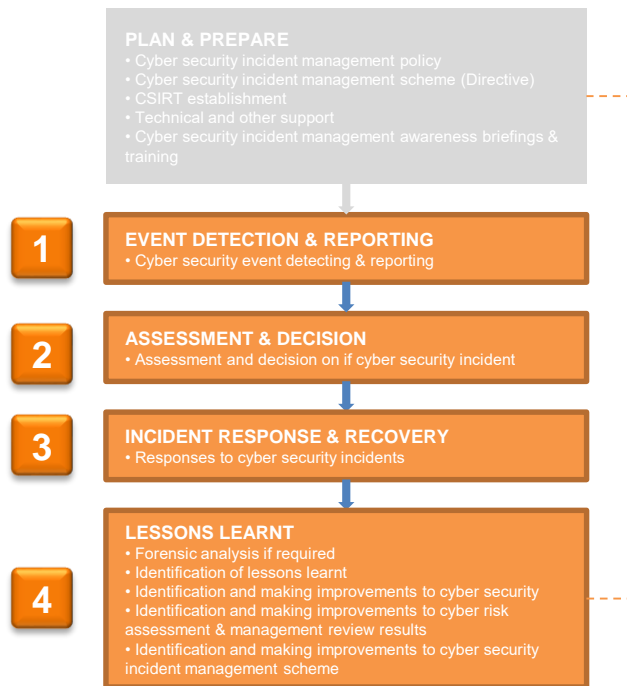 PLAN & PREPARE
• Cyber security incident management policy
• Cyber security incident management scheme (Directive)
• CSIRT establishment
• Technical and other support
• Cyber security incident management awareness briefings &
training
1
EVENT DETECTION & REPORTING
• Cyber security event detecting & reporting
2
ASSESSMENT & DECISION
• Assessment and decision on if cyber security incident
3
INCIDENT RESPONSE & RECOVERY
• Responses to cyber security incidents
4
LESSONS LEARNT
• Forensic analysis if required
• Identification of lessons learnt
• Identification and making improvements to cyber security
• Identification and making improvements to cyber risk
assessment & management review results
• Identification and making improvements to cyber security
incident management scheme